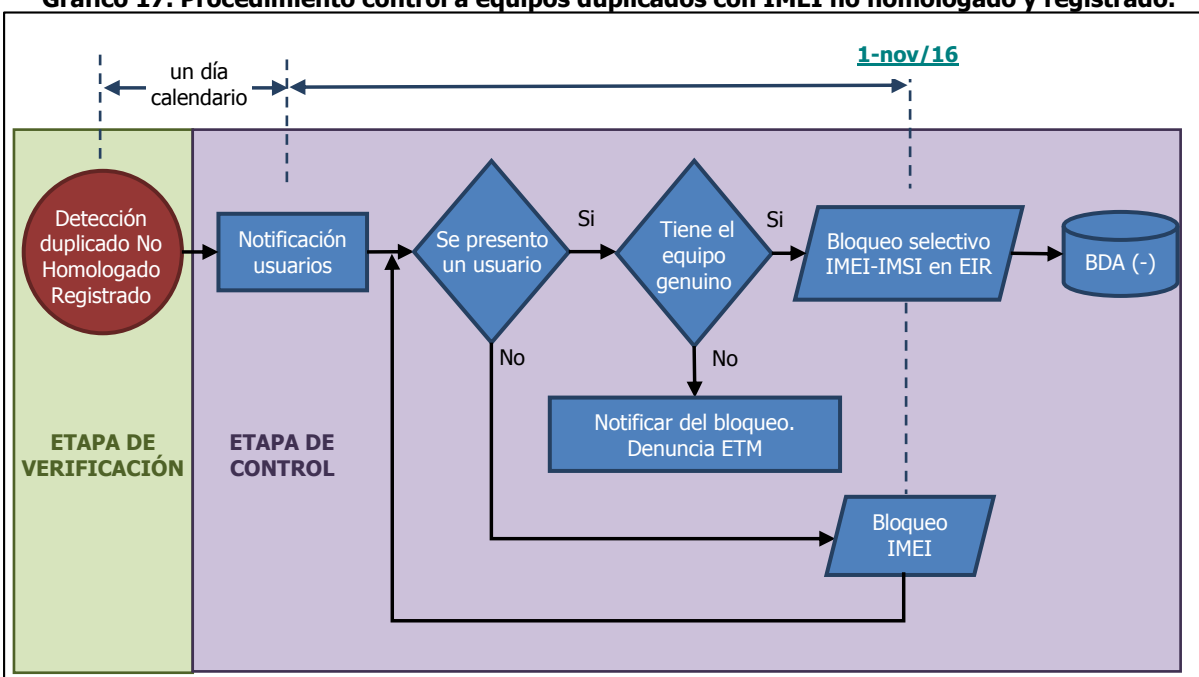 Gráfico 17. Procedimiento control a equipos duplicados con IMEI no homologado y registrado.
1-nov/16
un día
calendario
Detección
duplicado No
Homologado
Registrado
Notificación
usuarios
Se presento
un usuario
Si
Tiene el
equipo
genuino
Si
Bloqueo selectivo
IMEI-IMSI en EIR
BDA (-)
No
No
Notificar del bloqueo.
Denuncia ETM
ETAPA DE
VERIFICACIÓN
ETAPA DE
CONTROL
Bloqueo
IMEI